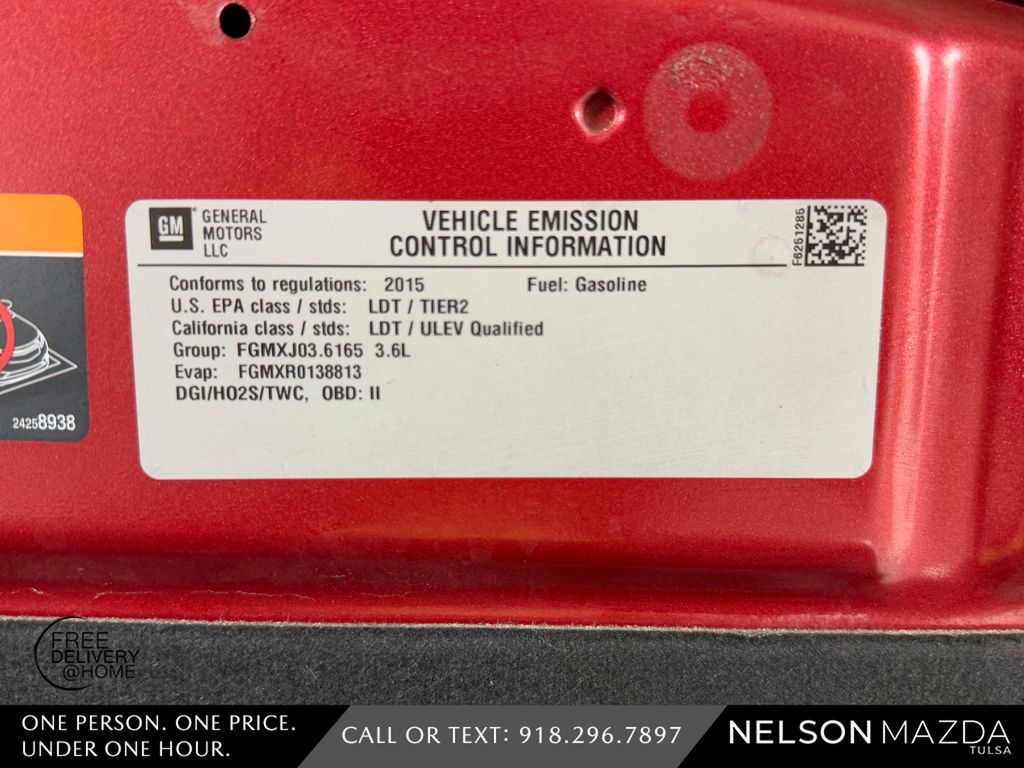 GM
GENERAL
MOTORS
LLC
VEHICLE EMISSION
CONTROL INFORMATION
F6251285
Conforms to regulations: 2015 Fuel: Gasoline
U.S. EPA class / stds: LDT / TIER2
California class / stds: LDT / ULEV Qualified
Group: FGMXJ03.6165 3.6L
Evap: FGMXR0138813
DGI/HO2S/TWC, OBD: II
24258938
FREE
DELIVERY
@HOME
ONE PERSON. ONE PRICE.
UNDER ONE HOUR.
CALL OR TEXT: 918.296.7897
NELSON MAZDA
TULSA